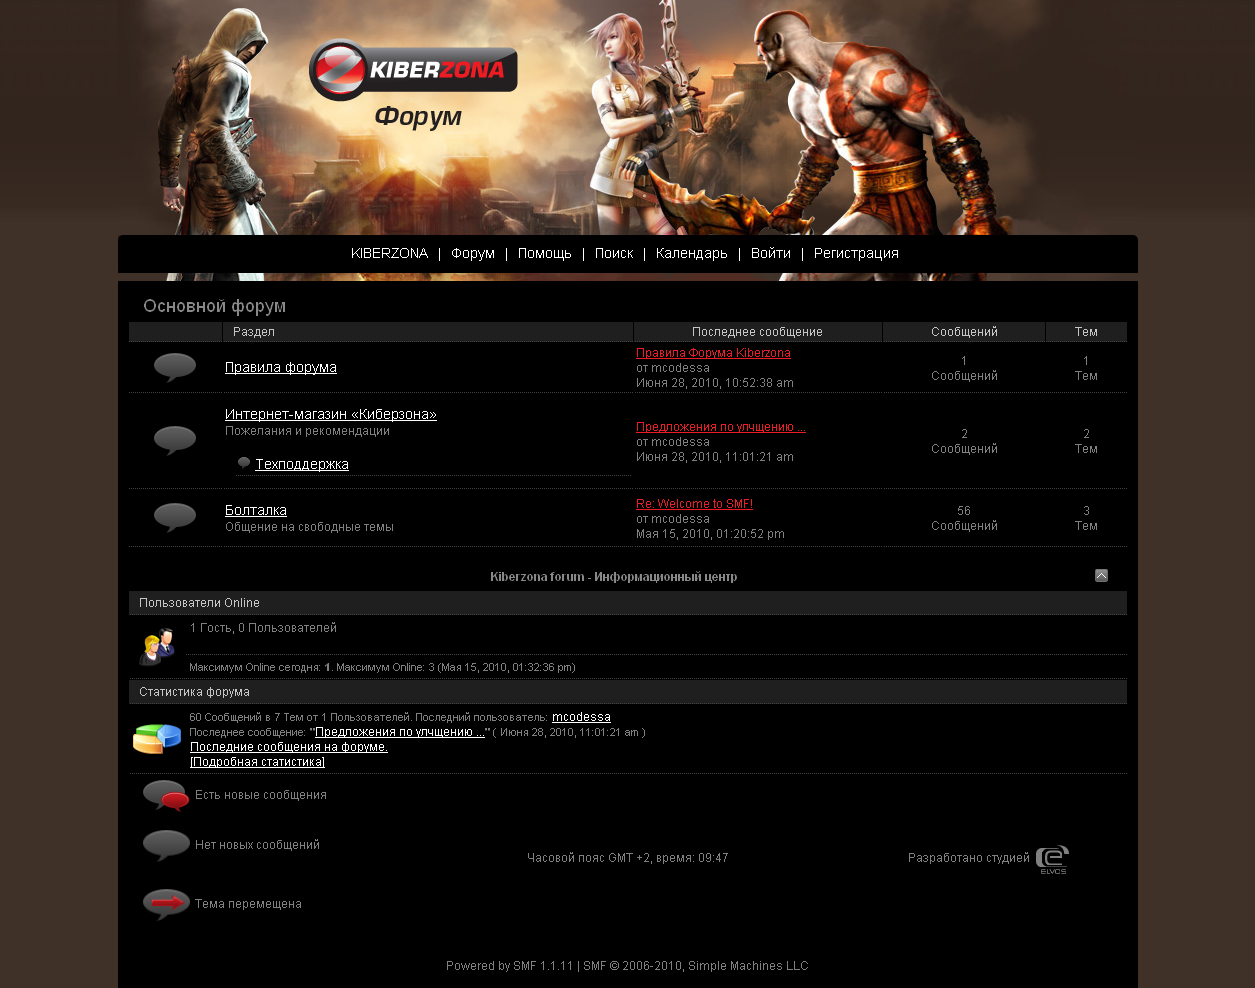 KIBERZONA
Форум
KIBERZONA | Форум | Помощь | Поиск | Календарь | Войти | Регистрация
Основной форум
Раздел Последнее сообщение Сообщений Тем
Правила форума
Правила Форума Kiberzona
от mcodessa
Июня 28, 2010, 10:52:38 am
1
Сообщений
1
Тем
Интернет-магазин «Киберзона»
Пожелания и рекомендации
Техподдержка
Предложения по улчщению ...
от mcodessa
Июня 28, 2010, 11:01:21 am
2
Сообщений
2
Тем
Болталка
Общение на свободные темы
Re: Welcome to SMF!
от mcodessa
Мая 15, 2010, 01:20:52 pm
56
Сообщений
3
Тем
Kiberzona forum - Информационный центр
Пользователи Online
1 Гость, 0 Пользователей
Максимум Online сегодня: 1. Максимум Online: 3 (Мая 15, 2010, 01:32:36 pm)
Статистика форума
60 Сообщений в 7 Тем от 1 Пользователей. Последний пользователь: mcodessa
Последнее сообщение: "Предложения по улчщению ..." ( Июня 28, 2010, 11:01:21 am )
Последние сообщения на форуме.
[Подробная статистика]
Есть новые сообщения
Нет новых сообщений
Тема перемещена
Часовой пояс GMT +2, время: 09:47
Разработано студией
ELVOS
Powered by SMF 1.1.11 | SMF © 2006-2010, Simple Machines LLC